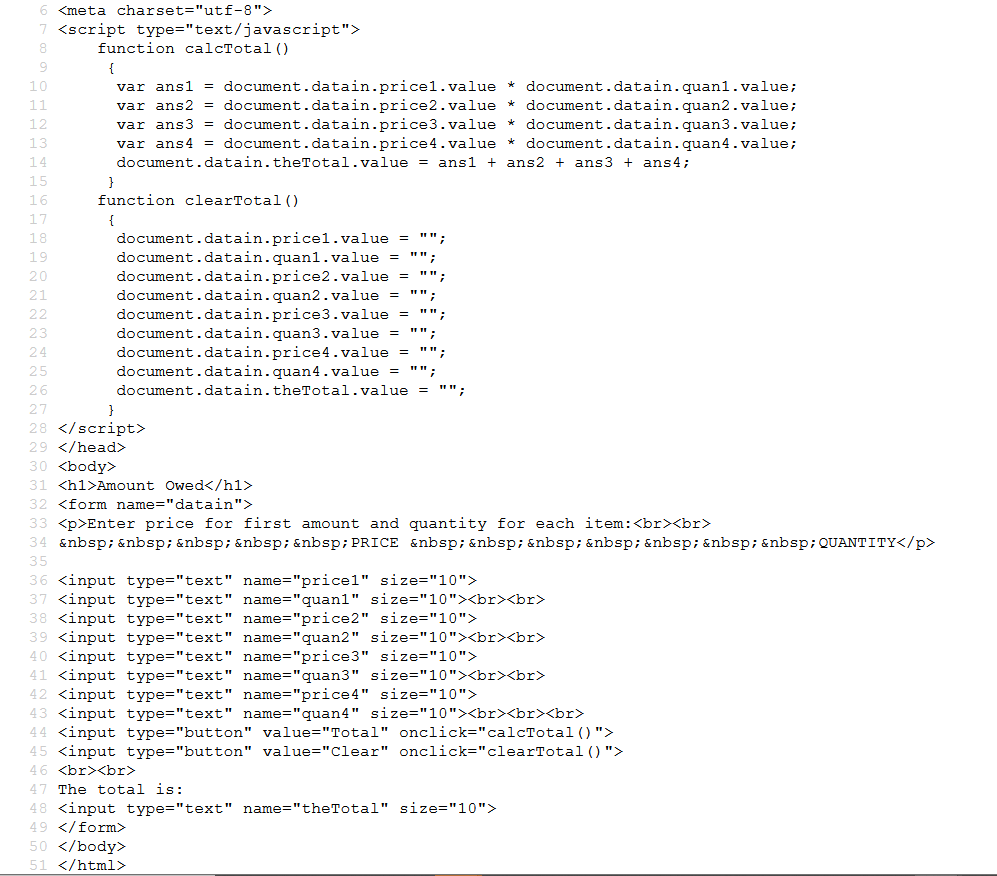 6 <meta charset="utf-8">
7 <script type="text/javascript">
8     function calcTotal()
9      {
10       var ans1 = document.datain.price1.value * document.datain.quan1.value;
11       var ans2 = document.datain.price2.value * document.datain.quan2.value;
12       var ans3 = document.datain.price3.value * document.datain.quan3.value;
13       var ans4 = document.datain.price4.value * document.datain.quan4.value;
14       document.datain.theTotal.value = ans1 + ans2 + ans3 + ans4;
15      }
16     function clearTotal()
17      {
18       document.datain.price1.value = "";
19       document.datain.quan1.value = "";
20       document.datain.price2.value = "";
21       document.datain.quan2.value = "";
22       document.datain.price3.value = "";
23       document.datain.quan3.value = "";
24       document.datain.price4.value = "";
25       document.datain.quan4.value = "";
26       document.datain.theTotal.value = "";
27      }
28 </script>
29 </head>
30 <body>
31 <h1>Amount Owed</h1>
32 <form name="datain">
33 <p>Enter price for first amount and quantity for each item:<br><br>
34 &nbsp;&nbsp;&nbsp;&nbsp;&nbsp;PRICE &nbsp;&nbsp;&nbsp;&nbsp;&nbsp;&nbsp;&nbsp;QUANTITY</p>
35
36 <input type="text" name="price1" size="10">
37 <input type="text" name="quan1" size="10"><br><br>
38 <input type="text" name="price2" size="10">
39 <input type="text" name="quan2" size="10"><br><br>
40 <input type="text" name="price3" size="10">
41 <input type="text" name="quan3" size="10"><br><br>
42 <input type="text" name="price4" size="10">
43 <input type="text" name="quan4" size="10"><br><br><br>
44 <input type="button" value="Total" onclick="calcTotal()">
45 <input type="button" value="Clear" onclick="clearTotal()">
46 <br><br>
47 The total is:
48 <input type="text" name="theTotal" size="10">
49 </form>
50 </body>
51 </html>